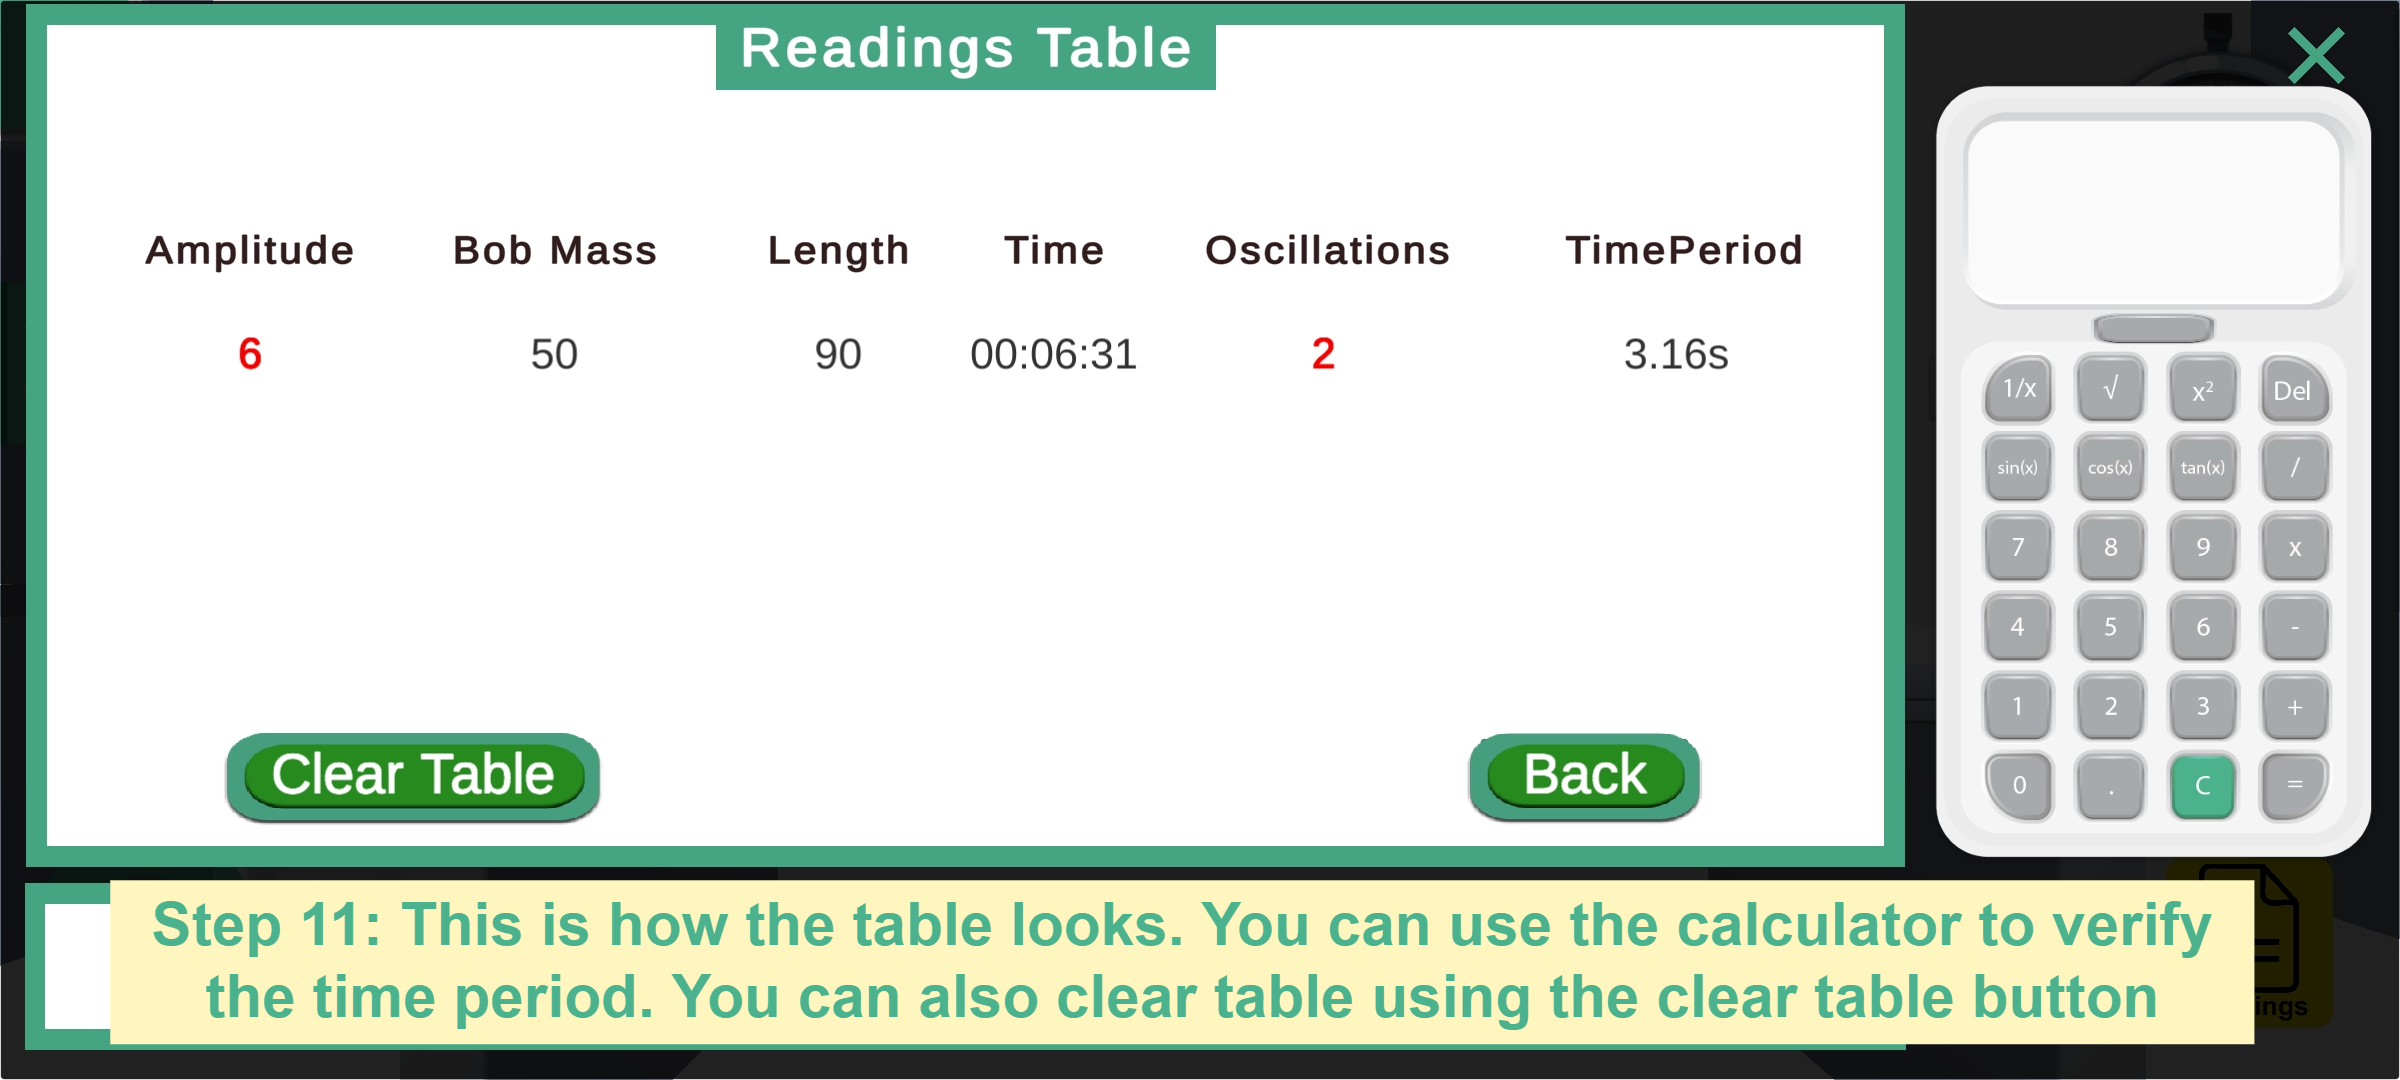 Readings Table
Amplitude Bob Mass Length Time Oscillations TimePeriod
6 50 90 00:06:31 2 3.16s
Clear Table Back
1/x √ x² Del
sin(x) cos(x) tan(x) /
7 8 9 x
4 5 6 -
1 2 3 +
0 . C =
Step 11: This is how the table looks. You can use the calculator to verify
the time period. You can also clear table using the clear table button
ings